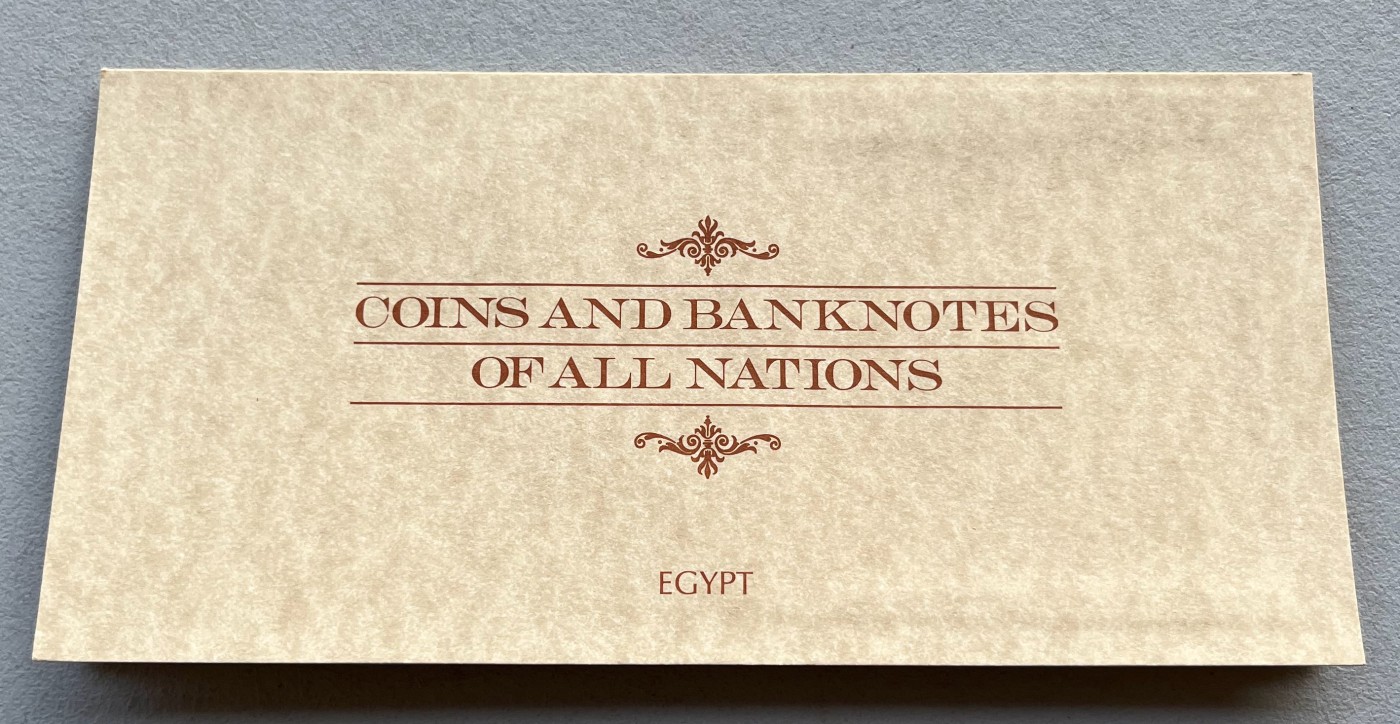 COINS AND BANKNOTES
OF ALL NATIONS
EGYPT